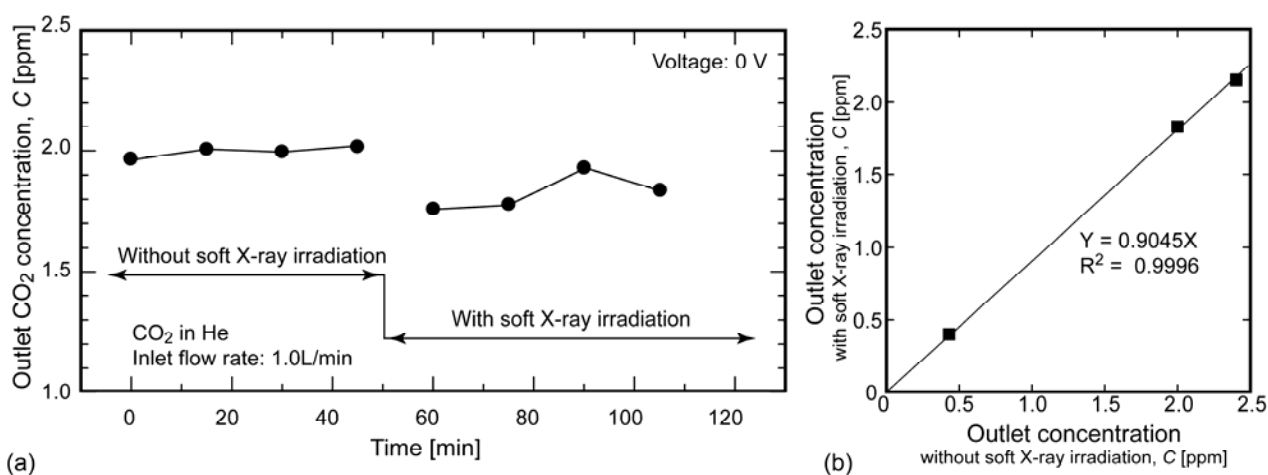 2.5
2.0
1.5
1.0
Outlet CO₂ concentration, C [ppm]
Voltage: 0 V
Without soft X-ray irradiation
With soft X-ray irradiation
CO₂ in He
Inlet flow rate: 1.0L/min
0 20 40 60 80 100 120
Time [min]
(a)
2.5
2.0
1.5
1.0
0.5
0
Outlet concentration
with soft X-ray irradiation , C [ppm]
Y = 0.9045X
R² = 0.9996
0 0.5 1.0 1.5 2.0 2.5
Outlet concentration
without soft X-ray irradiation, C [ppm]
(b)